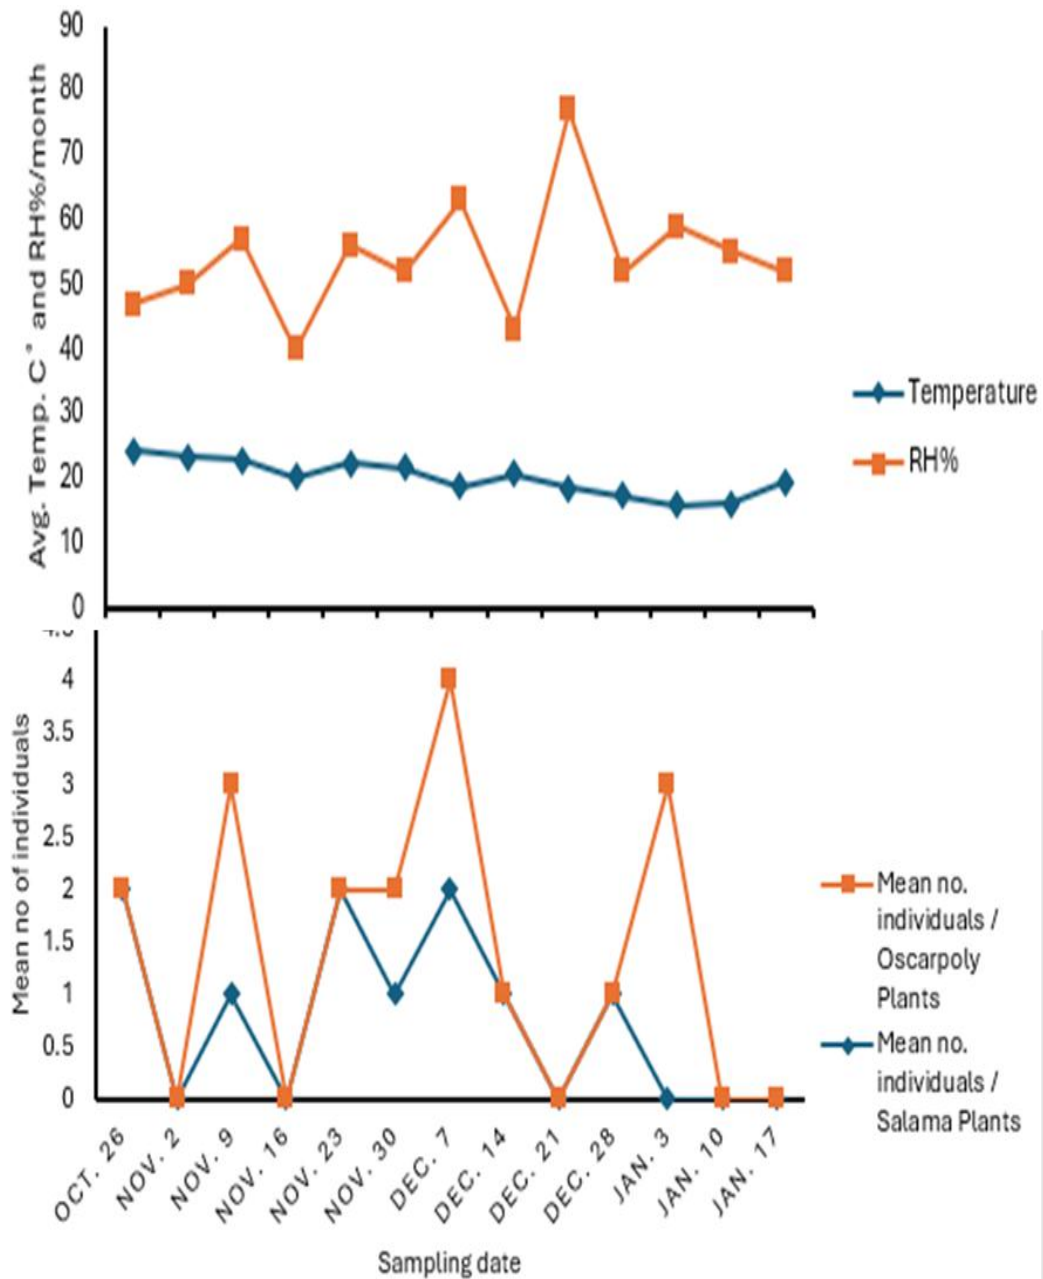 90
80
70
60
50
40
30
20
10
0
Avg. Temp. C° and RH%/month
Temperature
RH%
4.5
4
3.5
3
2.5
2
1.5
1
0.5
0
Mean no of individuals
Mean no.
individuals /
Oscarpoly
Plants
Mean no.
individuals /
Salama Plants
OCT. 26
NOV. 2
NOV. 9
NOV. 16
NOV. 23
NOV. 30
DEC. 7
DEC. 14
DEC. 21
DEC. 28
JAN. 3
JAN. 10
JAN. 17
Sampling date